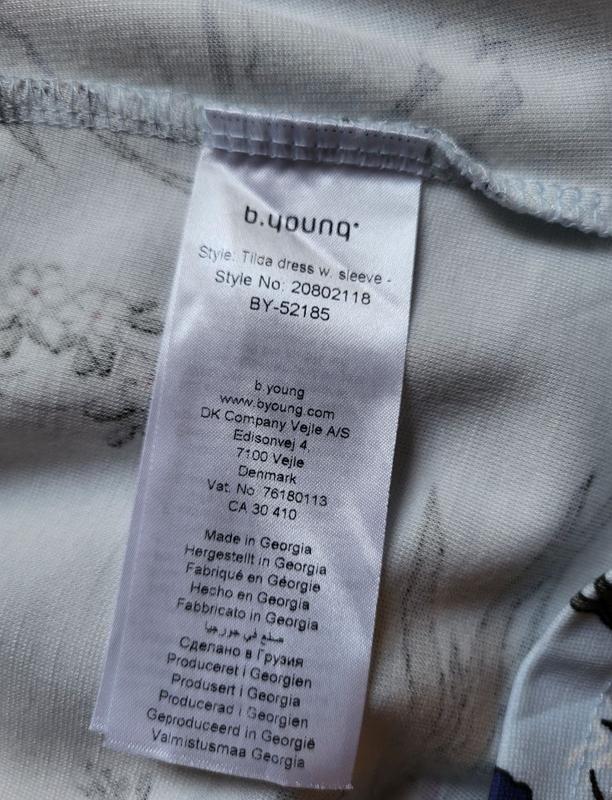 b.young
Style: Tilda dress w. sleeve -
Style No: 20802118
BY-52185
b.young
www.byoung.com
DK Company Vejle A/S
Edisonvej 4,
7100 Vejle
Denmark
Vat. No. 76180113
CA 30 410
Made in Georgia
Hergestellt in Georgia
Fabriqué en Géorgie
Hecho en Georgia
Fabbricato in Georgia
صنع في جورجيا
Сделано в Грузия
Produceret i Georgien
Produsert i Georgia
Producerad i Georgien
Geproduceerd in Georgië
Valmistusmaa Georgia